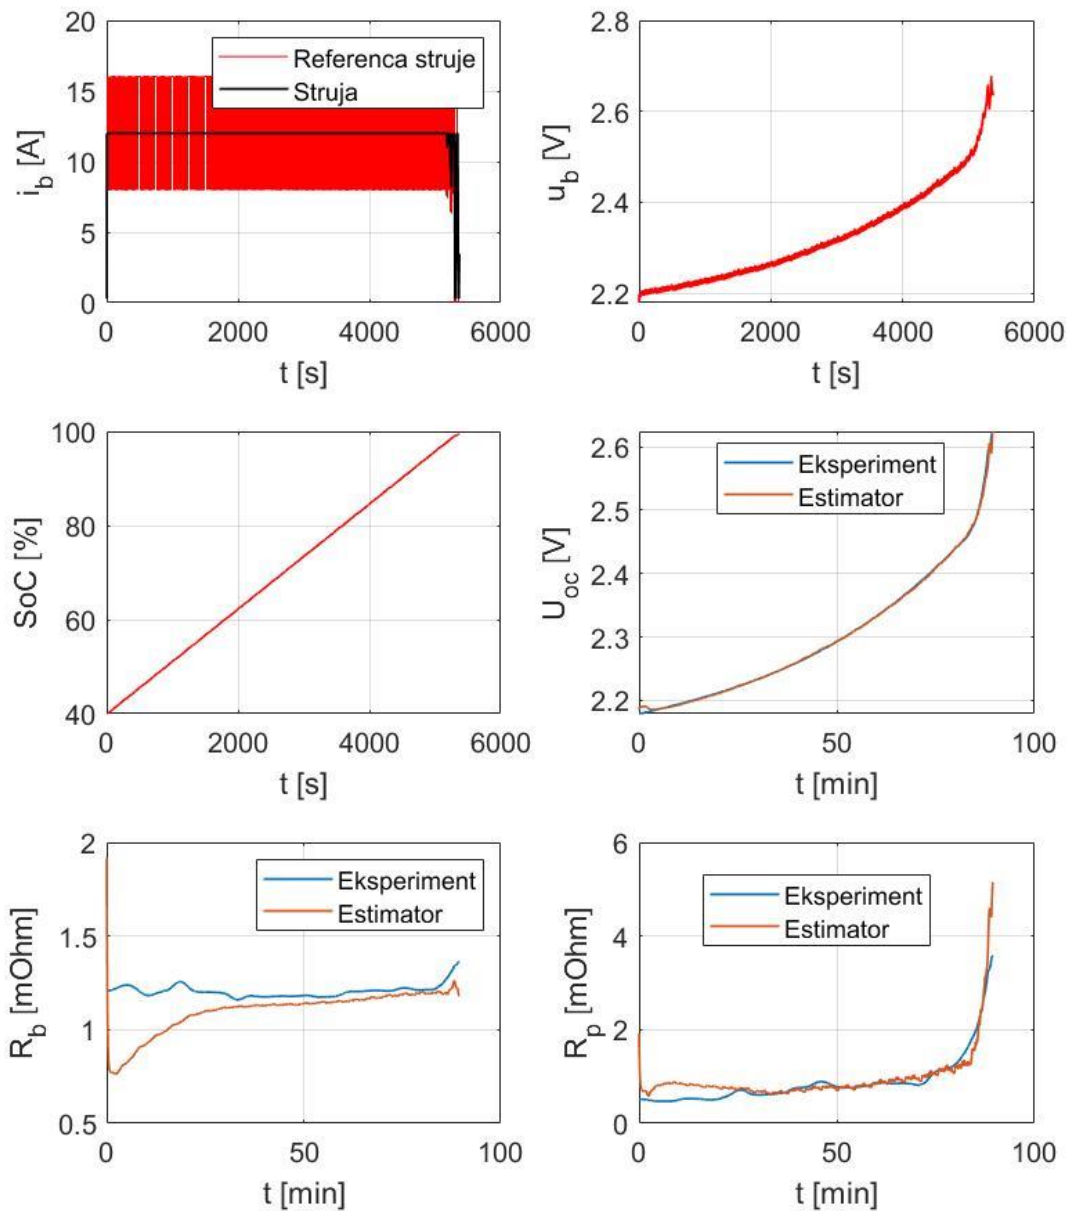 20
15
10
5
0
i_b [A]
Referenca struje
Struja
0 2000 4000 6000
t [s]
2.8
2.6
2.4
2.2
u_b [V]
0 2000 4000 6000
t [s]
100
80
60
40
SoC [%]
0 2000 4000 6000
t [s]
2.6
2.5
2.4
2.3
2.2
U_oc [V]
Eksperiment
Estimator
0 50 100
t [min]
2
1.5
1
0.5
R_b [mOhm]
Eksperiment
Estimator
0 50 100
t [min]
6
4
2
0
R_p [mOhm]
Eksperiment
Estimator
0 50 100
t [min]